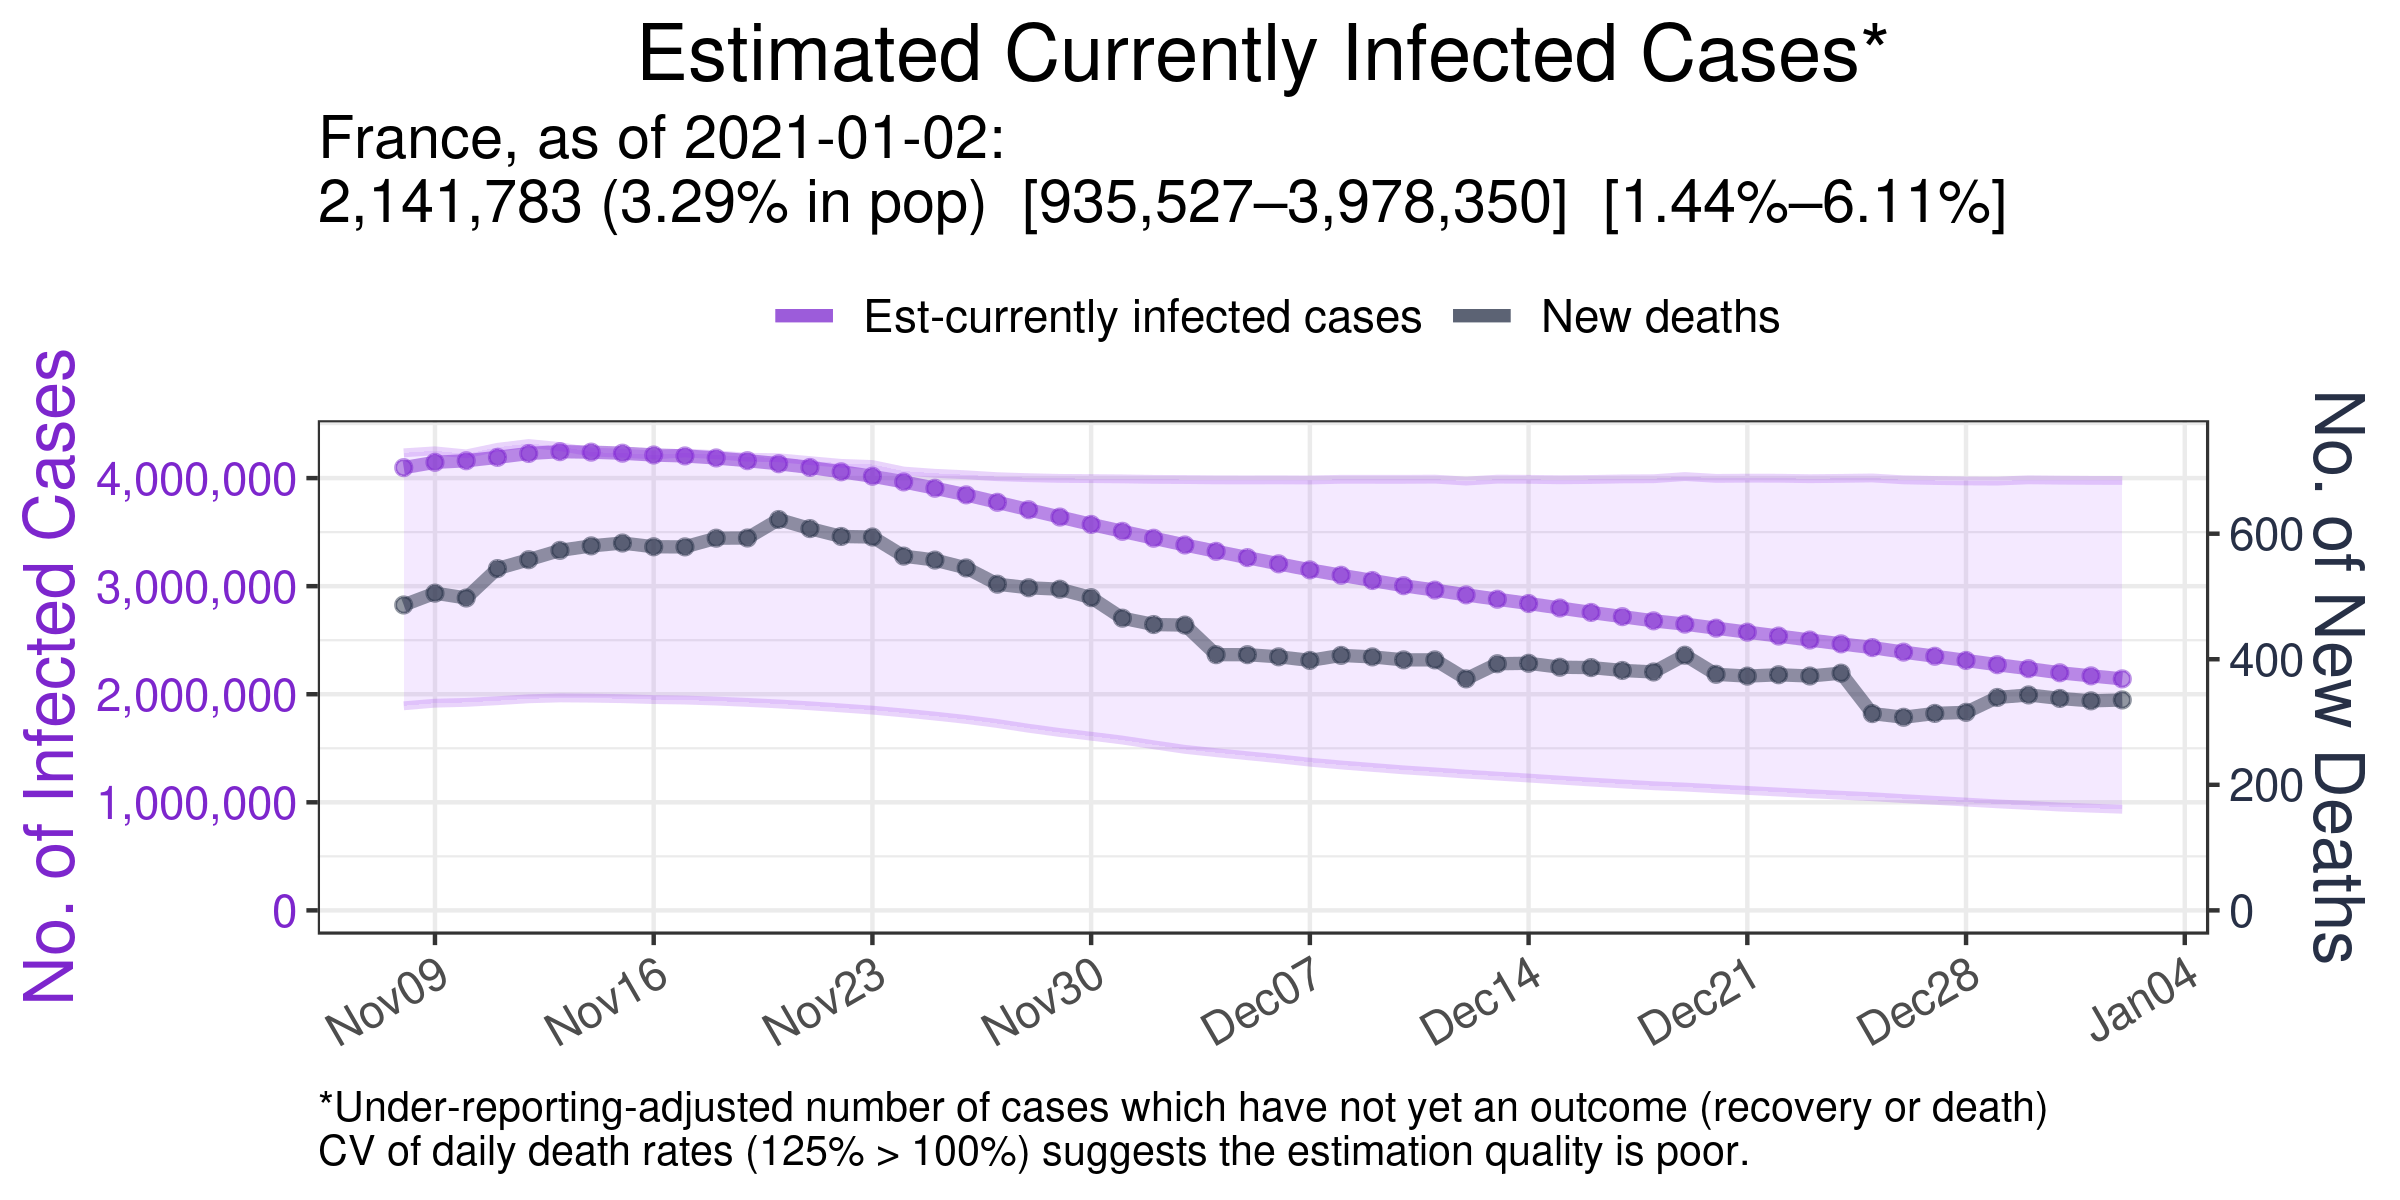 Estimated Currently Infected Cases*
France, as of 2021-01-02:
2,141,783 (3.29% in pop)  [935,527–3,978,350]  [1.44%–6.11%]
Est-currently infected cases
New deaths
No. of Infected Cases
4,000,000
3,000,000
2,000,000
1,000,000
0
No. of New Deaths
600
400
200
0
Nov09
Nov16
Nov23
Nov30
Dec07
Dec14
Dec21
Dec28
Jan04
*Under-reporting-adjusted number of cases which have not yet an outcome (recovery or death)
CV of daily death rates (125% > 100%) suggests the estimation quality is poor.